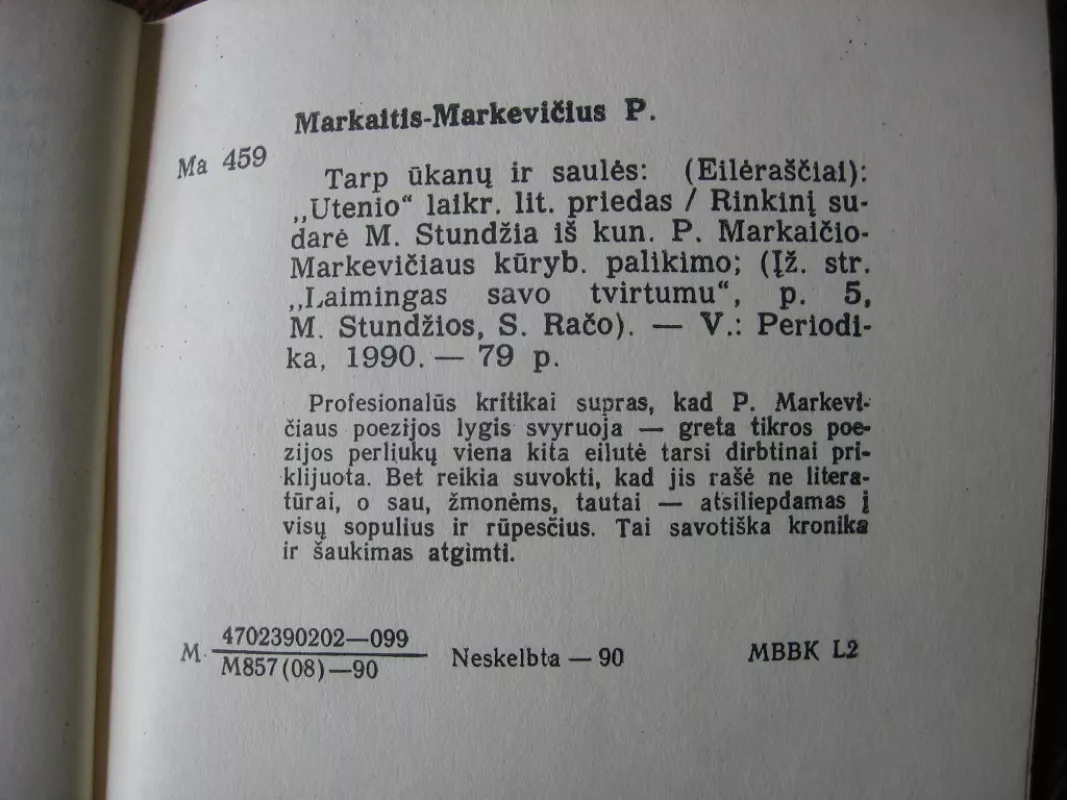 Markaitis-Markevičius P.
Ma 459
Tarp ūkanų ir saulės: (Eilėraščiai):
„Utenio“ laikr. lit. priedas / Rinkinį su-
darė M. Stundžia iš kun. P. Markaičio-
Markevičiaus kūryb. palikimo; (Įž. str.
„Laimingas savo tvirtumu“, p. 5,
M. Stundžios, S. Račo). — V.: Periodi-
ka, 1990. — 79 p.
Profesionalūs kritikai supras, kad P. Markevi-
čiaus poezijos lygis svyruoja — greta tikros poe-
zijos perliukų viena kita eilutė tarsi dirbtinai pri-
klijuota. Bet reikia suvokti, kad jis rašė ne litera-
tūrai, o sau, žmonėms, tautai — atsiliepdamas į
visų sopulius ir rūpesčius. Tai savotiška kronika
ir šaukimas atgimti.
4702390202—099
M
M857(08)—90
Neskelbta — 90
MBBK L2